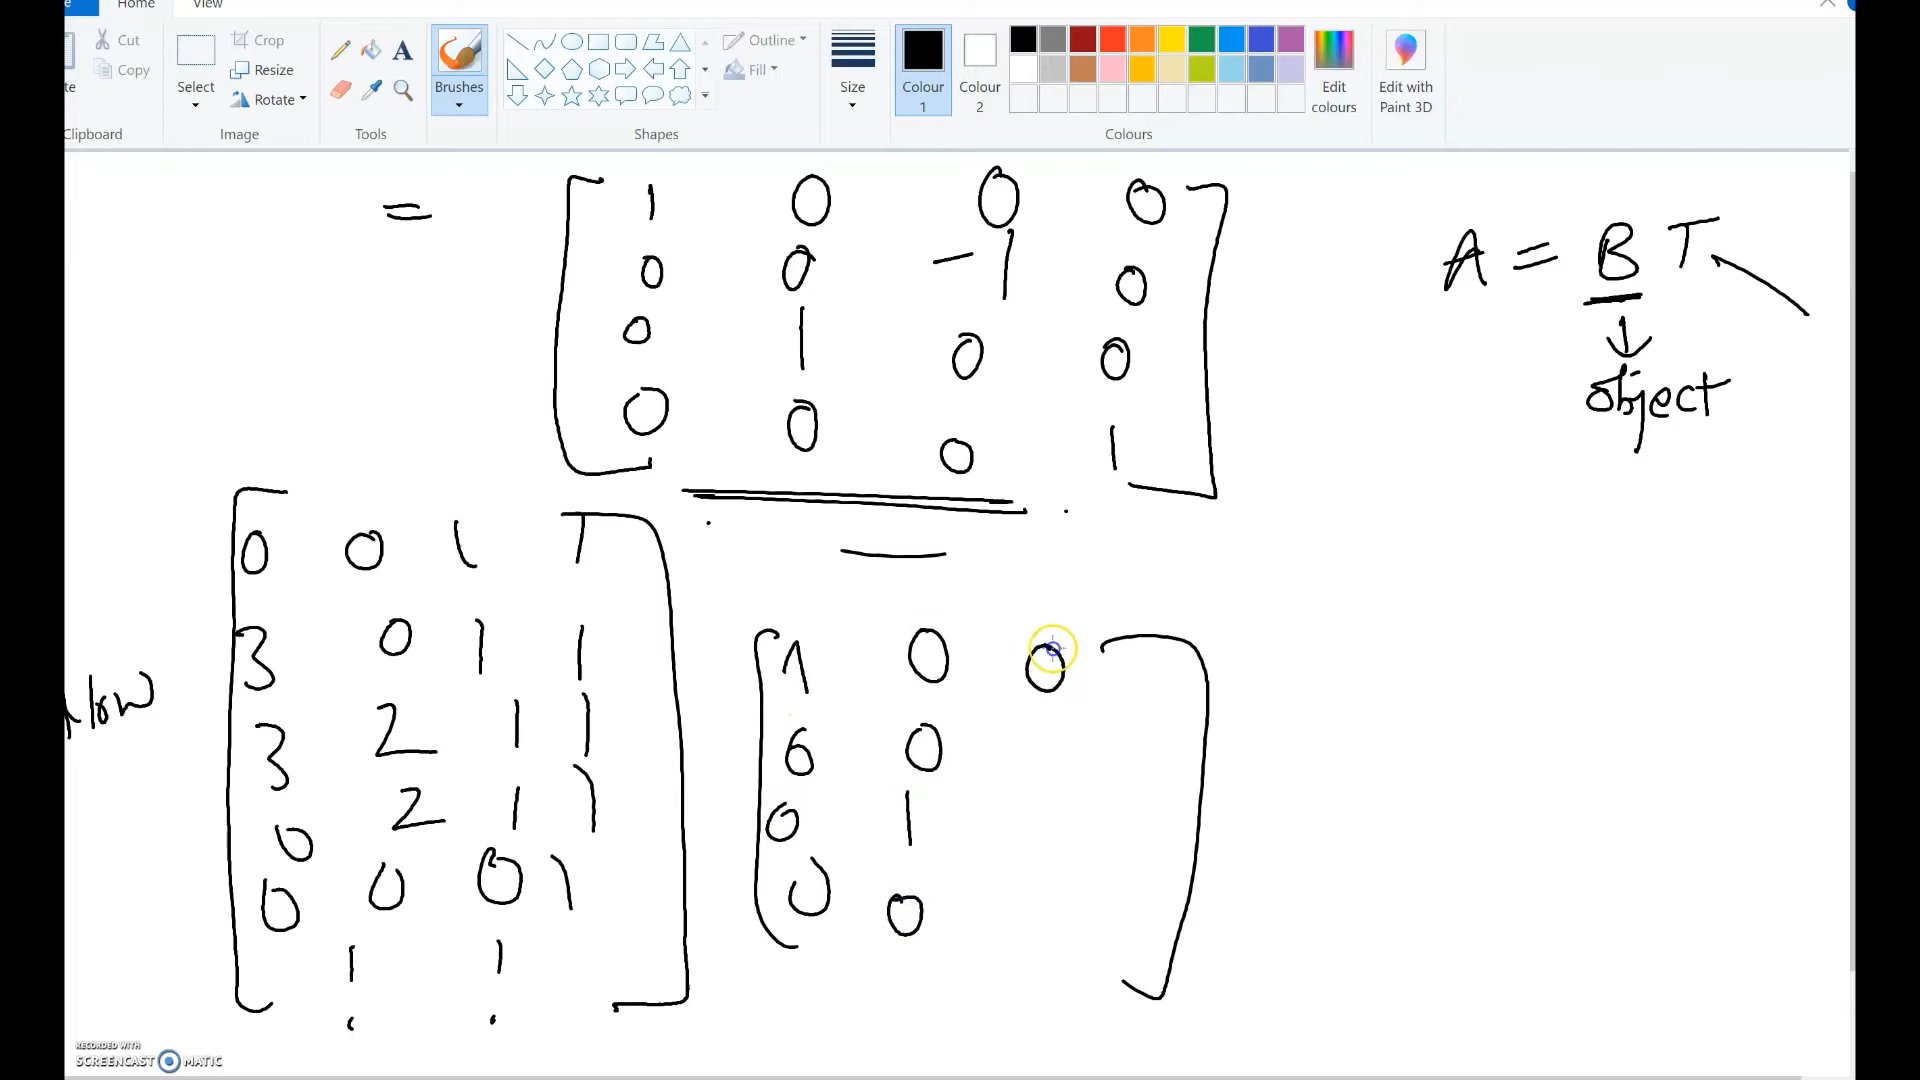 Home View
Cut
Copy
Clipboard
Select
Crop
Resize
Rotate
Image
Tools
Brushes
Shapes
Outline
Fill
Size
Colour 1
Colour 2
Colours
Edit colours
Edit with Paint 3D
= 1 0 0 0
0 0 -1 0
0 1 0 0
0 0 0 1
A = B T
object
0 0 1 1
3 0 1 1
3 2 1 1
0 2 1 1
0 0 0 1
1 0 0
0 0
0 1
0 0
RECORDED WITH
SCREENCAST MATIC